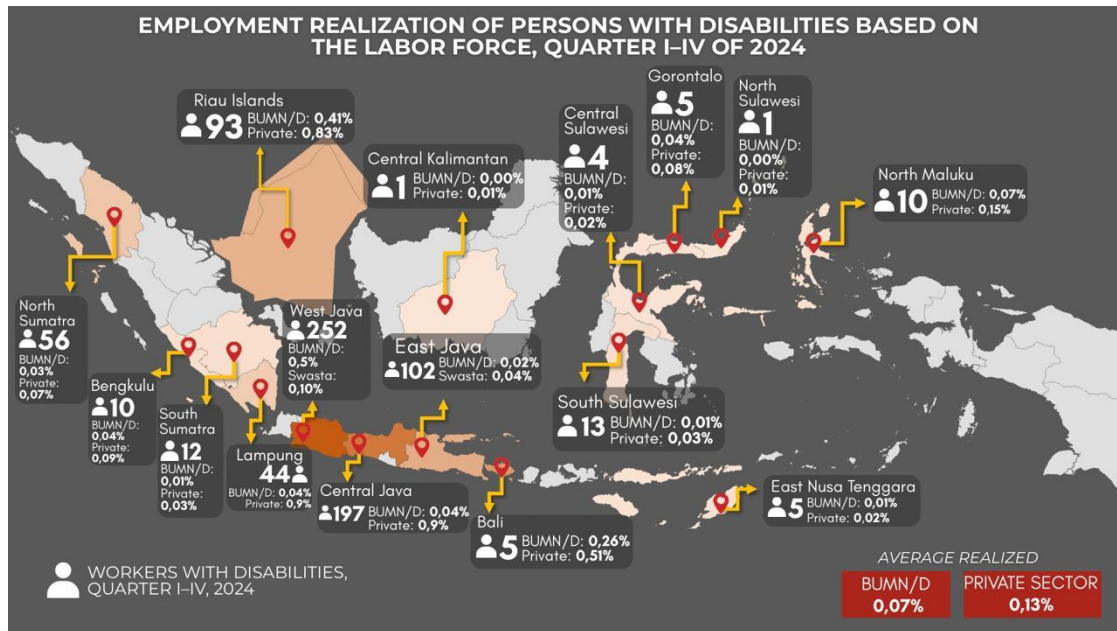 EMPLOYMENT REALIZATION OF PERSONS WITH DISABILITIES BASED ON
THE LABOR FORCE, QUARTER I–IV OF 2024
Riau Islands
93 BUMN/D: 0,41%
Private: 0,83%
Central Kalimantan
1 BUMN/D: 0,00%
Private: 0,01%
Central
Sulawesi
4
BUMN/D:
0,01%
Private:
0,02%
Gorontalo
5
BUMN/D:
0,04%
Private:
0,08%
North
Sulawesi
1
BUMN/D:
0,00%
Private:
0,01%
North Maluku
10 BUMN/D: 0,07%
Private: 0,15%
North
Sumatra
56
BUMN/D:
0,03%
Private:
0,07%
Bengkulu
10
BUMN/D:
0,04%
Private:
0,09%
South
Sumatra
12
BUMN/D:
0,01%
Private:
0,03%
Lampung
44
BUMN/D: 0,04%
Private: 0,9%
West Java
252
BUMN/D:
0,5%
Swasta:
0,10%
Central Java
197 BUMN/D: 0,04%
Private: 0,9%
East Java
102 BUMN/D: 0,02%
Swasta: 0,04%
Bali
5 BUMN/D: 0,26%
Private: 0,51%
South Sulawesi
13 BUMN/D: 0,01%
Private: 0,03%
East Nusa Tenggara
5 BUMN/D: 0,01%
Private: 0,02%
WORKERS WITH DISABILITIES,
QUARTER I–IV, 2024
AVERAGE REALIZED
BUMN/D
0,07%
PRIVATE SECTOR
0,13%